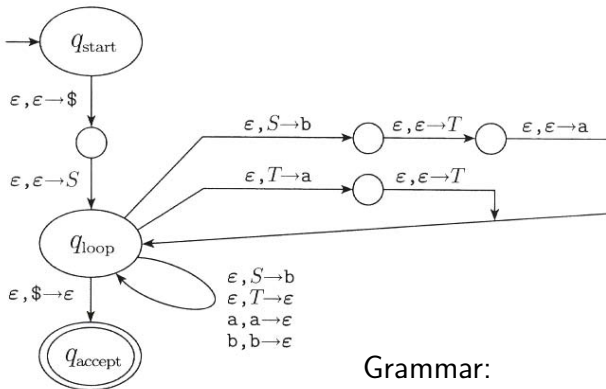 q_start
ε, ε→$
ε, S→b
ε, ε→T
ε, ε→a
ε, ε→S
ε, T→a
ε, ε→T
q_loop
ε, $→ε
ε, S→b
ε, T→ε
a, a→ε
b, b→ε
q_accept
Grammar: